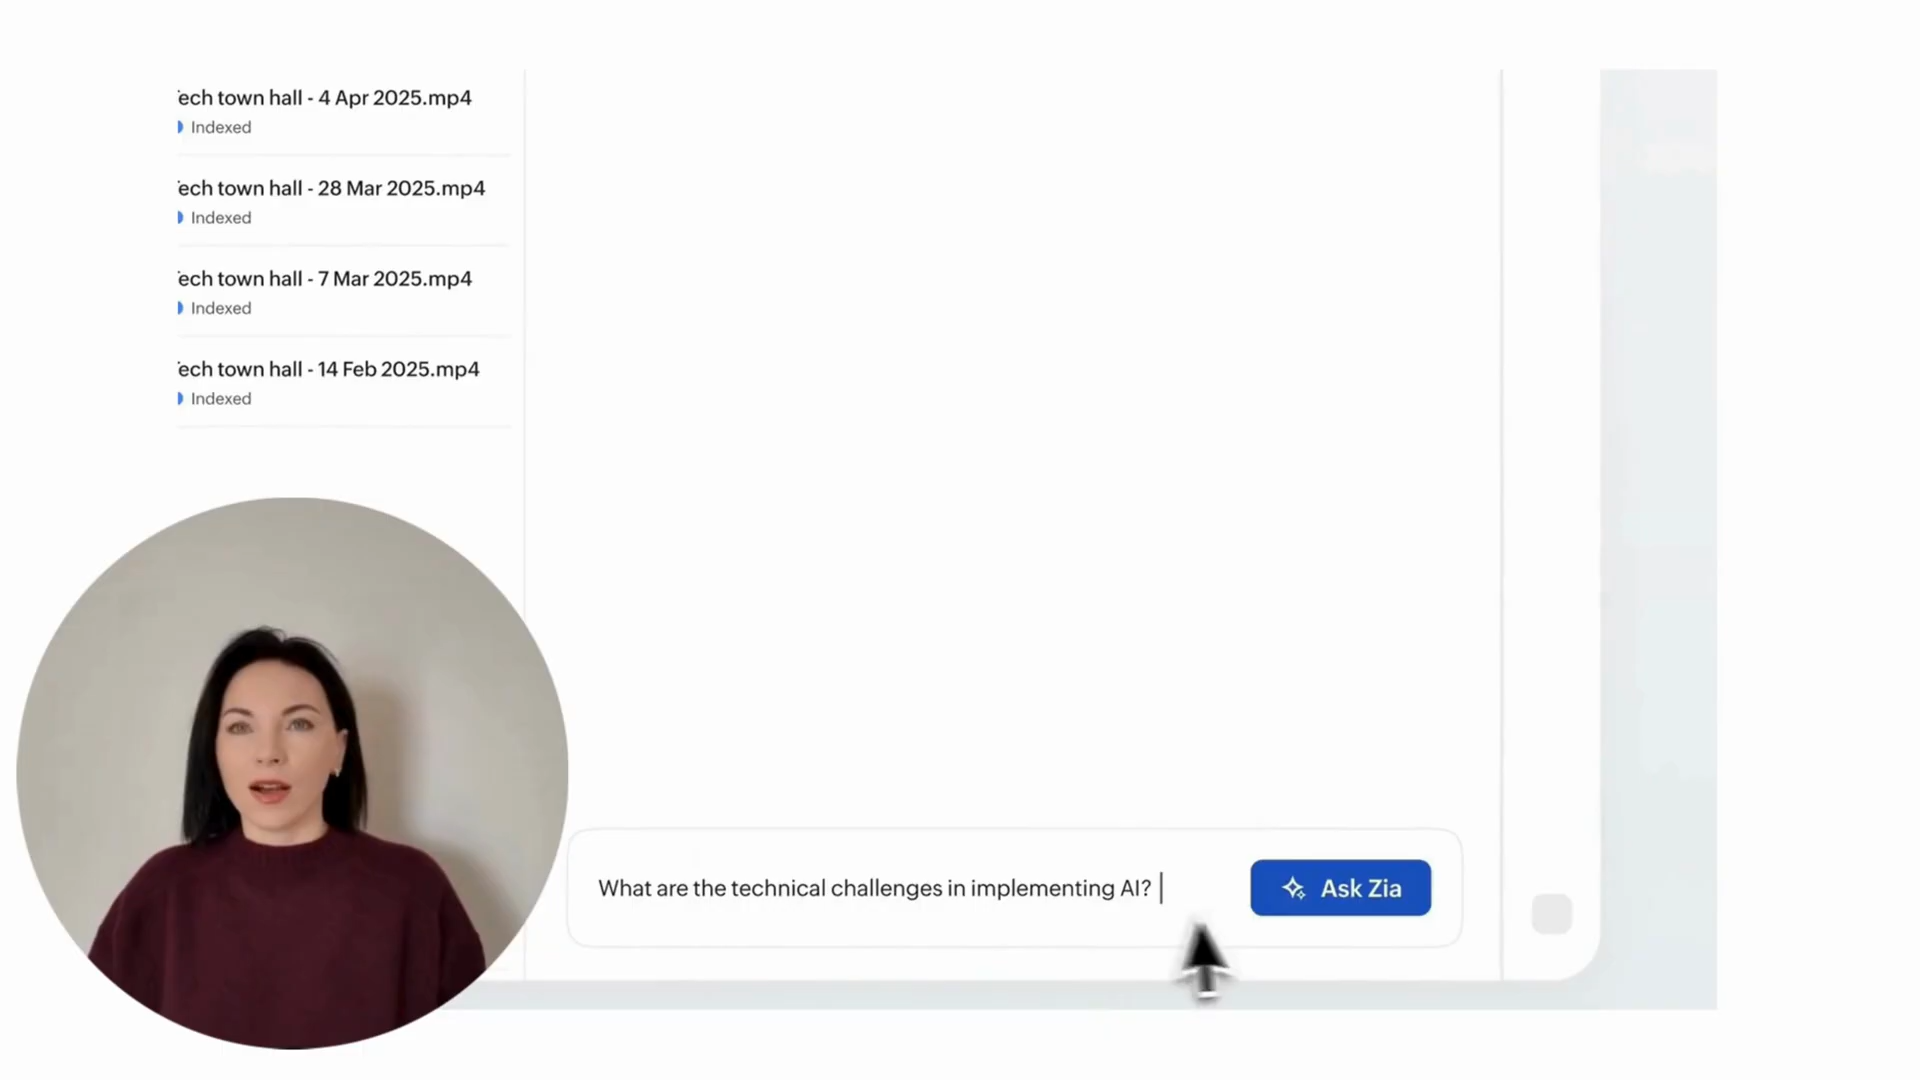 ech town hall - 4 Apr 2025.mp4
Indexed
ech town hall - 28 Mar 2025.mp4
Indexed
ech town hall - 7 Mar 2025.mp4
Indexed
ech town hall - 14 Feb 2025.mp4
Indexed
What are the technical challenges in implementing AI?
Ask Zia